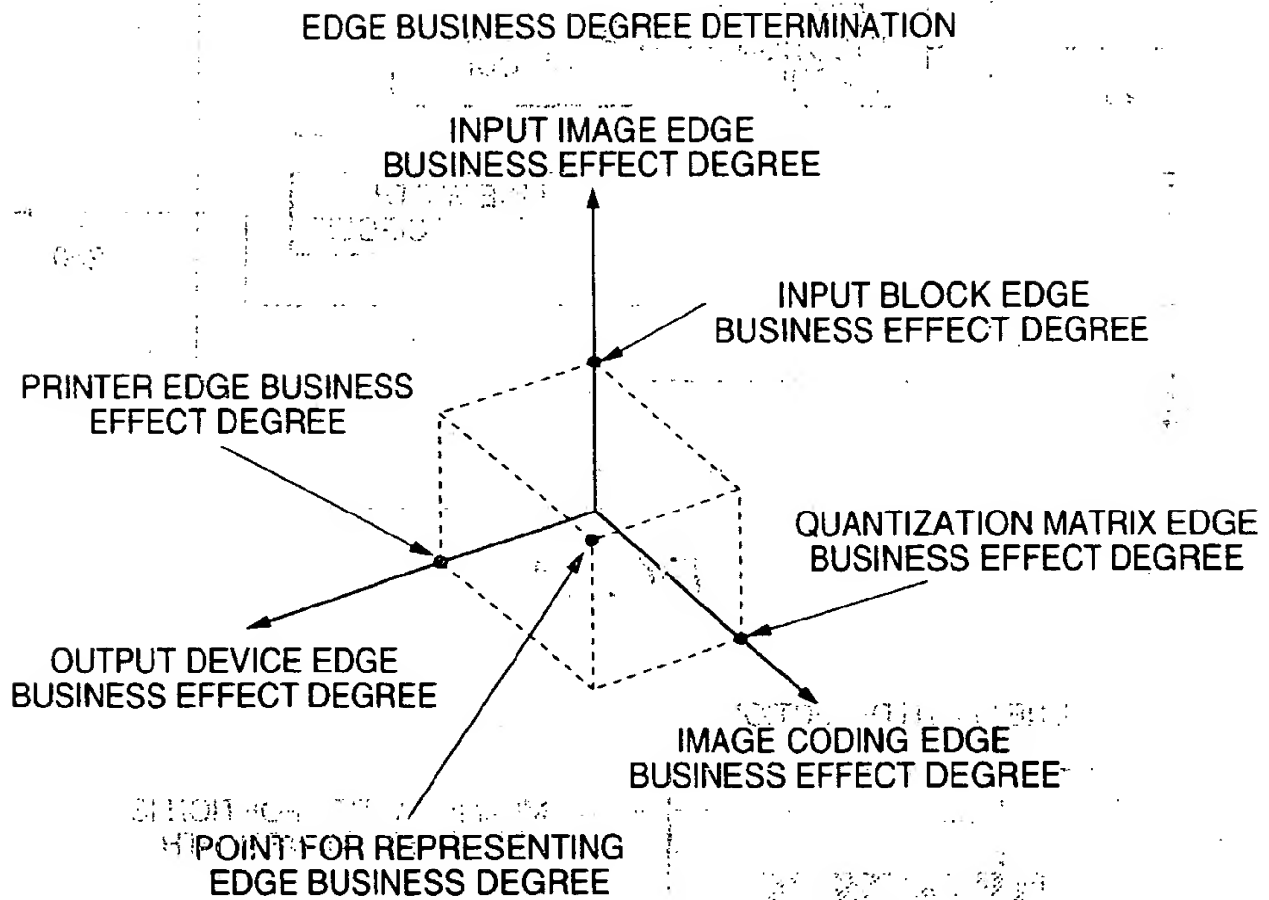 EDGE BUSINESS DEGREE DETERMINATION
INPUT IMAGE EDGE
BUSINESS EFFECT DEGREE
INPUT BLOCK EDGE
BUSINESS EFFECT DEGREE
PRINTER EDGE BUSINESS
EFFECT DEGREE
QUANTIZATION MATRIX EDGE
BUSINESS EFFECT DEGREE
OUTPUT DEVICE EDGE
BUSINESS EFFECT DEGREE
IMAGE CODING EDGE
BUSINESS EFFECT DEGREE
POINT FOR REPRESENTING
EDGE BUSINESS DEGREE